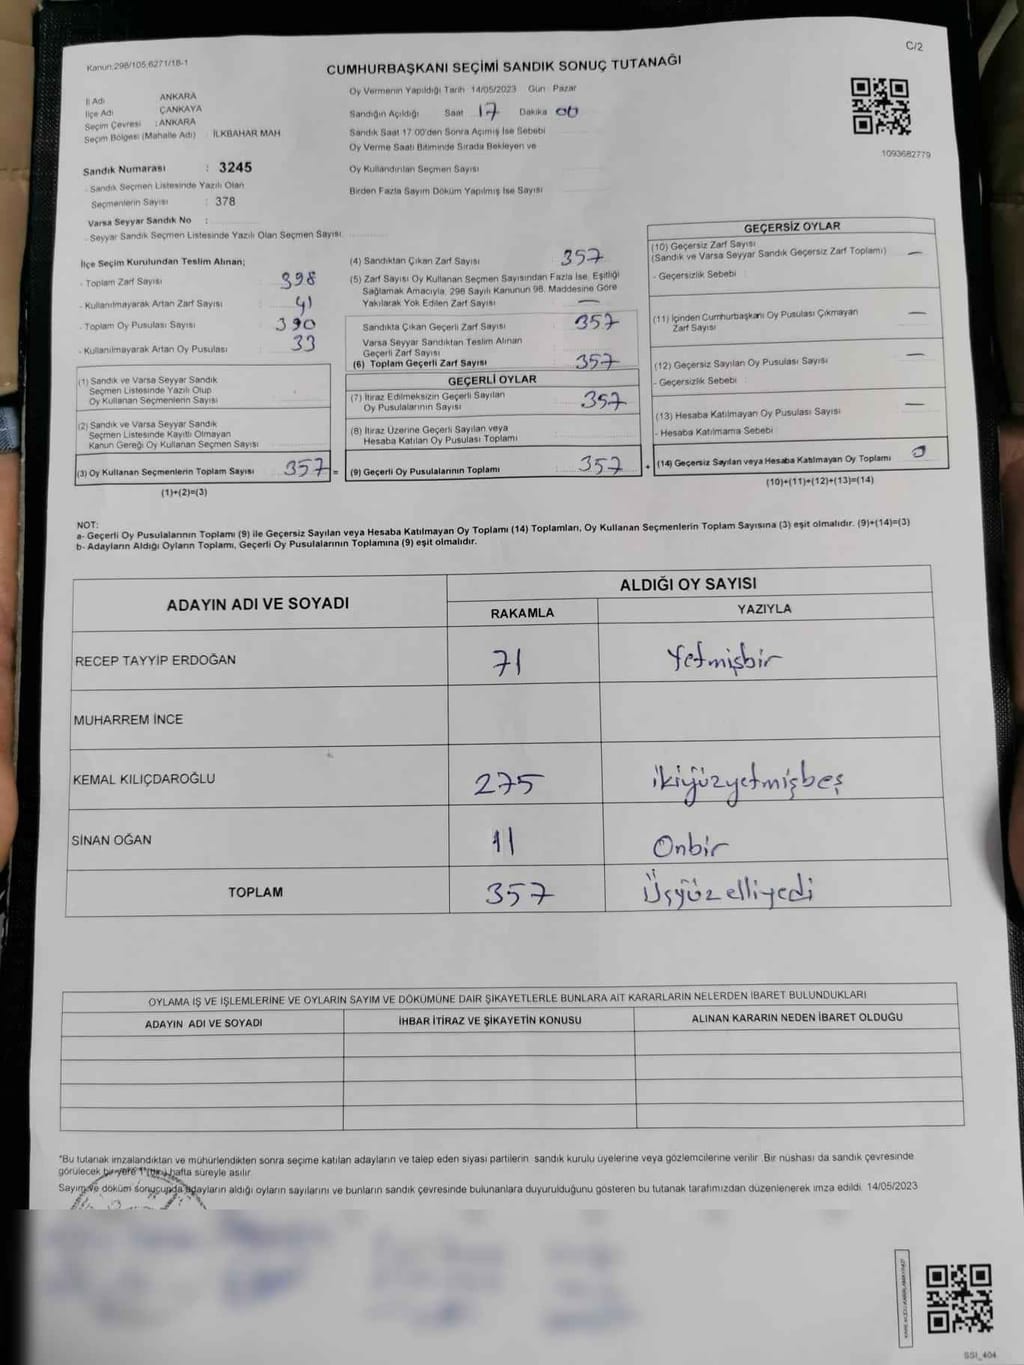 C/2
Kanun;298/105;6271/18-1
CUMHURBAŞKANI SEÇİMİ SANDIK SONUÇ TUTANAĞI
İl Adı ANKARA
İlçe Adı ÇANKAYA
Seçim Çevresi : ANKARA
Seçim Bölgesi (Mahalle Adı) : İLKBAHAR MAH
Sandık Numarası : 3245
- Sandık Seçmen Listesinde Yazılı Olan
Seçmenlerin Sayısı : 378
Varsa Seyyar Sandık No :
- Seyyar Sandık Seçmen Listesinde Yazılı Olan Seçmen Sayısı:
Oy Vermenin Yapıldığı Tarih 14/05/2023 Gün : Pazar
Sandığın Açıldığı Saat 17 Dakika 00
Sandık Saat 17.00'den Sonra Açılmış İse Sebebi
Oy Verme Saati Bitiminde Sırada Bekleyen ve
Oy Kullandırılan Seçmen Sayısı
Birden Fazla Sayım Döküm Yapılmış İse Sayısı
1093682779
İlçe Seçim Kurulundan Teslim Alınan;
- Toplam Zarf Sayısı 398
- Kullanılmayarak Artan Zarf Sayısı 41
- Toplam Oy Pusulası Sayısı 390
- Kullanılmayarak Artan Oy Pusulası 33
(1) Sandık ve Varsa Seyyar Sandık
Seçmen Listesinde Yazılı Olup
Oy Kullanan Seçmenlerin Sayısı
(2) Sandık ve Varsa Seyyar Sandık
Seçmen Listesinde Kayıtlı Olmayan
Kanun Gereği Oy Kullanan Seçmen Sayısı
(3) Oy Kullanan Seçmenlerin Toplam Sayısı 357 =
(1)+(2)=(3)
(4) Sandıktan Çıkan Zarf Sayısı 357
(5) Zarf Sayısı Oy Kullanan Seçmen Sayısından Fazla İse, Eşitliği
Sağlamak Amacıyla, 298 Sayılı Kanunun 98. Maddesine Göre
Yakılarak Yok Edilen Zarf Sayısı —
Sandıkta Çıkan Geçerli Zarf Sayısı 357
Varsa Seyyar Sandıktan Teslim Alınan
Geçerli Zarf Sayısı
(6) Toplam Geçerli Zarf Sayısı 357
GEÇERLİ OYLAR
(7) İtiraz Edilmeksizin Geçerli Sayılan
Oy Pusulalarının Sayısı 357
(8) İtiraz Üzerine Geçerli Sayılan veya
Hesaba Katılan Oy Pusulası Toplamı
(9) Geçerli Oy Pusulalarının Toplamı 357 +
GEÇERSİZ OYLAR
(10) Geçersiz Zarf Sayısı
(Sandık ve Varsa Seyyar Sandık Geçersiz Zarf Toplamı) —
- Geçersizlik Sebebi
(11) İçinden Cumhurbaşkanı Oy Pusulası Çıkmayan
Zarf Sayısı —
(12) Geçersiz Sayılan Oy Pusulası Sayısı —
- Geçersizlik Sebebi
(13) Hesaba Katılmayan Oy Pusulası Sayısı —
- Hesaba Katılmama Sebebi
(14) Geçersiz Sayılan veya Hesaba Katılmayan Oy Toplamı 0
(10)+(11)+(12)+(13)=(14)
NOT:
a- Geçerli Oy Pusulalarının Toplamı (9) ile Geçersiz Sayılan veya Hesaba Katılmayan Oy Toplamı (14) Toplamları, Oy Kullanan Seçmenlerin Toplam Sayısına (3) eşit olmalıdır. (9)+(14)=(3)
b- Adayların Aldığı Oyların Toplamı, Geçerli Oy Pusulalarının Toplamına (9) eşit olmalıdır.
ADAYIN ADI VE SOYADI
ALDIĞI OY SAYISI
RAKAMLA YAZIYLA
RECEP TAYYİP ERDOĞAN 71 Yetmişbir
MUHARREM İNCE
KEMAL KILIÇDAROĞLU 275 ikiyüzyetmişbeş
SİNAN OĞAN 11 Onbir
TOPLAM 357 Üçyüzelliyedi
OYLAMA İŞ VE İŞLEMLERİNE VE OYLARIN SAYIM VE DÖKÜMÜNE DAİR ŞİKAYETLERLE BUNLARA AİT KARARLARIN NELERDEN İBARET BULUNDUKLARI
ADAYIN ADI VE SOYADI İHBAR İTİRAZ VE ŞİKAYETİN KONUSU ALINAN KARARIN NEDEN İBARET OLDUĞU
*Bu tutanak imzalandıktan ve mühürlendikten sonra seçime katılan adayların ve talep eden siyasi partilerin sandık kurulu üyelerine veya gözlemcilerine verilir. Bir nüshası da sandık çevresinde
görülecek bir yere 1 (bir) hafta süreyle asılır.
Sayım ve döküm sonucunda adayların aldığı oyların sayılarını ve bunların sandık çevresinde bulunanlara duyurulduğunu gösteren bu tutanak tarafımızdan düzenlenerek imza edildi. 14/05/2023
SSI_404